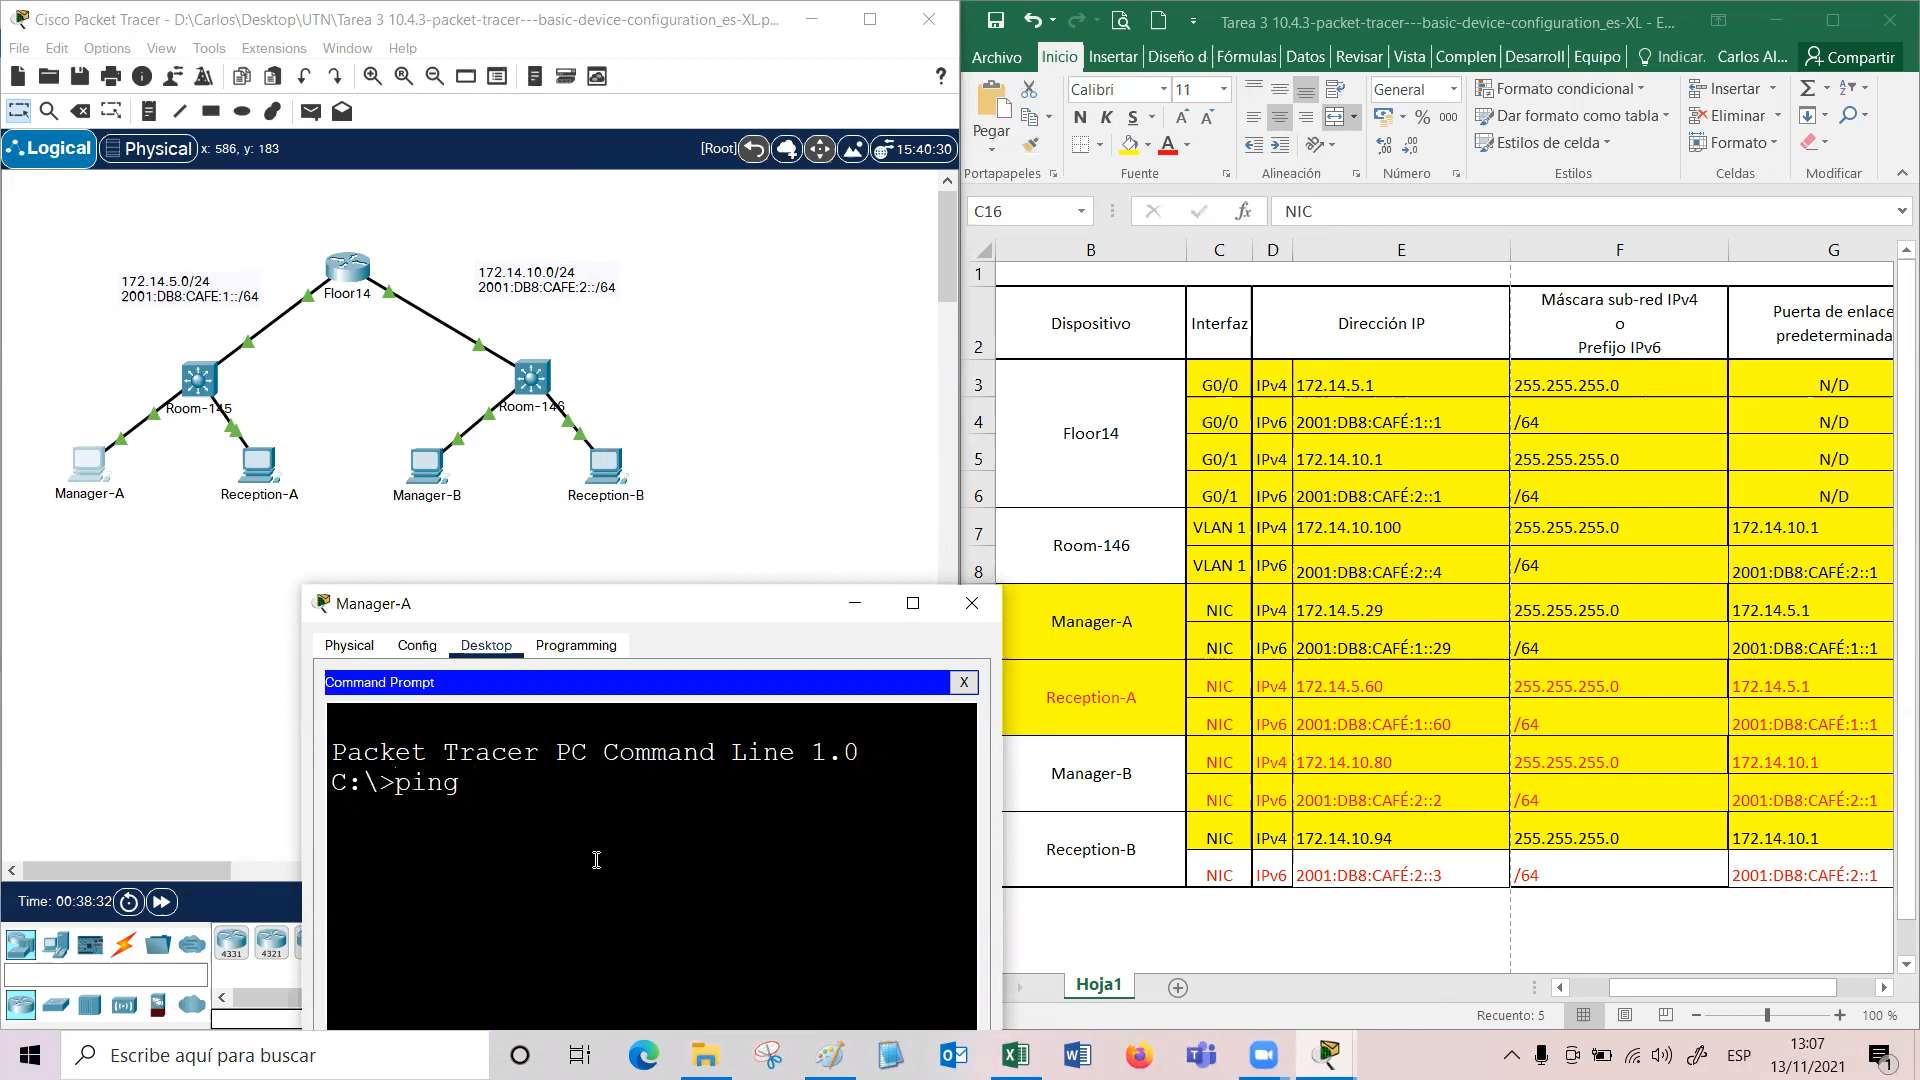 Cisco Packet Tracer - D:\Carlos\Desktop\UTN\Tarea 3 10.4.3-packet-tracer---basic-device-configuration_es-XL.p...
File Edit Options View Tools Extensions Window Help
?
Logical Physical x: 586, y: 183 [Root] 15:40:30
172.14.5.0/24
2001:DB8:CAFE:1::/64
172.14.10.0/24
2001:DB8:CAFE:2::/64
Floor14
Room-145
Room-146
Manager-A
Reception-A
Manager-B
Reception-B
Time: 00:38:32
4331 4321
Manager-A
Physical Config Desktop Programming
Command Prompt X
Packet Tracer PC Command Line 1.0
C:\>ping
Tarea 3 10.4.3-packet-tracer---basic-device-configuration_es-XL - E...
Archivo Inicio Insertar Diseño d Fórmulas Datos Revisar Vista Complen Desarroll Equipo Indicar. Carlos Al... Compartir
Pegar
Calibri 11
N K S
General
% 000
Formato condicional
Dar formato como tabla
Estilos de celda
Insertar
Eliminar
Formato
Portapapeles Fuente Alineación Número Estilos Celdas Modificar
C16 fx NIC
B C D E F G
1
2 Dispositivo Interfaz Dirección IP Máscara sub-red IPv4 o Prefijo IPv6 Puerta de enlace predeterminada
3 G0/0 IPv4 172.14.5.1 255.255.255.0 N/D
4 Floor14 G0/0 IPv6 2001:DB8:CAFÉ:1::1 /64 N/D
5 G0/1 IPv4 172.14.10.1 255.255.255.0 N/D
6 G0/1 IPv6 2001:DB8:CAFÉ:2::1 /64 N/D
7 Room-146 VLAN 1 IPv4 172.14.10.100 255.255.255.0 172.14.10.1
8 VLAN 1 IPv6 2001:DB8:CAFÉ:2::4 /64 2001:DB8:CAFÉ:2::1
Manager-A NIC IPv4 172.14.5.29 255.255.255.0 172.14.5.1
NIC IPv6 2001:DB8:CAFÉ:1::29 /64 2001:DB8:CAFÉ:1::1
Reception-A NIC IPv4 172.14.5.60 255.255.255.0 172.14.5.1
NIC IPv6 2001:DB8:CAFÉ:1::60 /64 2001:DB8:CAFÉ:1::1
Manager-B NIC IPv4 172.14.10.80 255.255.255.0 172.14.10.1
NIC IPv6 2001:DB8:CAFÉ:2::2 /64 2001:DB8:CAFÉ:2::1
Reception-B NIC IPv4 172.14.10.94 255.255.255.0 172.14.10.1
NIC IPv6 2001:DB8:CAFÉ:2::3 /64 2001:DB8:CAFÉ:2::1
Hoja1
Recuento: 5 100 %
Escribe aquí para buscar
ESP
13:07
13/11/2021
1